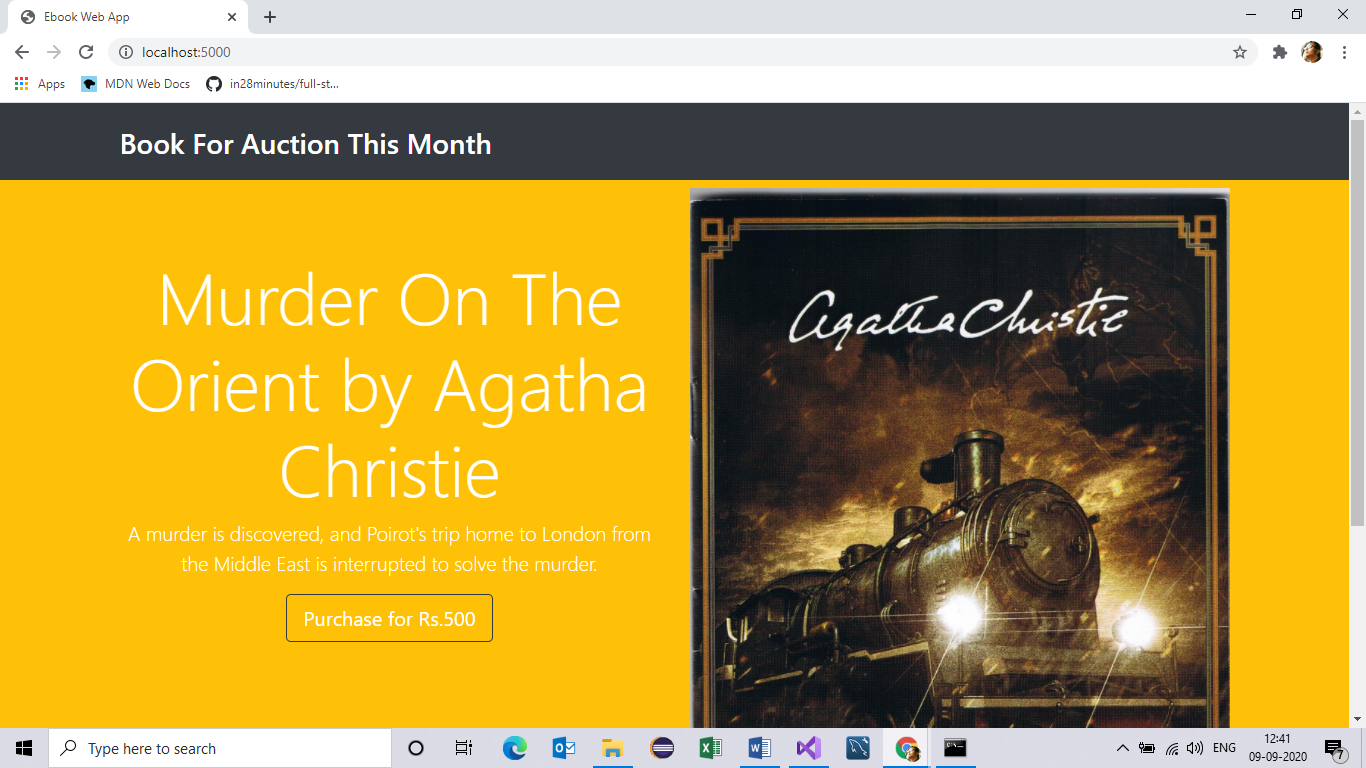 Ebook Web App
localhost:5000
Apps
MDN Web Docs
in28minutes/full-st...
Book For Auction This Month
Murder On The
Orient by Agatha
Christie
A murder is discovered, and Poirot's trip home to London from
the Middle East is interrupted to solve the murder.
Purchase for Rs.500
Agatha Christie
Type here to search
ENG
12:41
09-09-2020
7